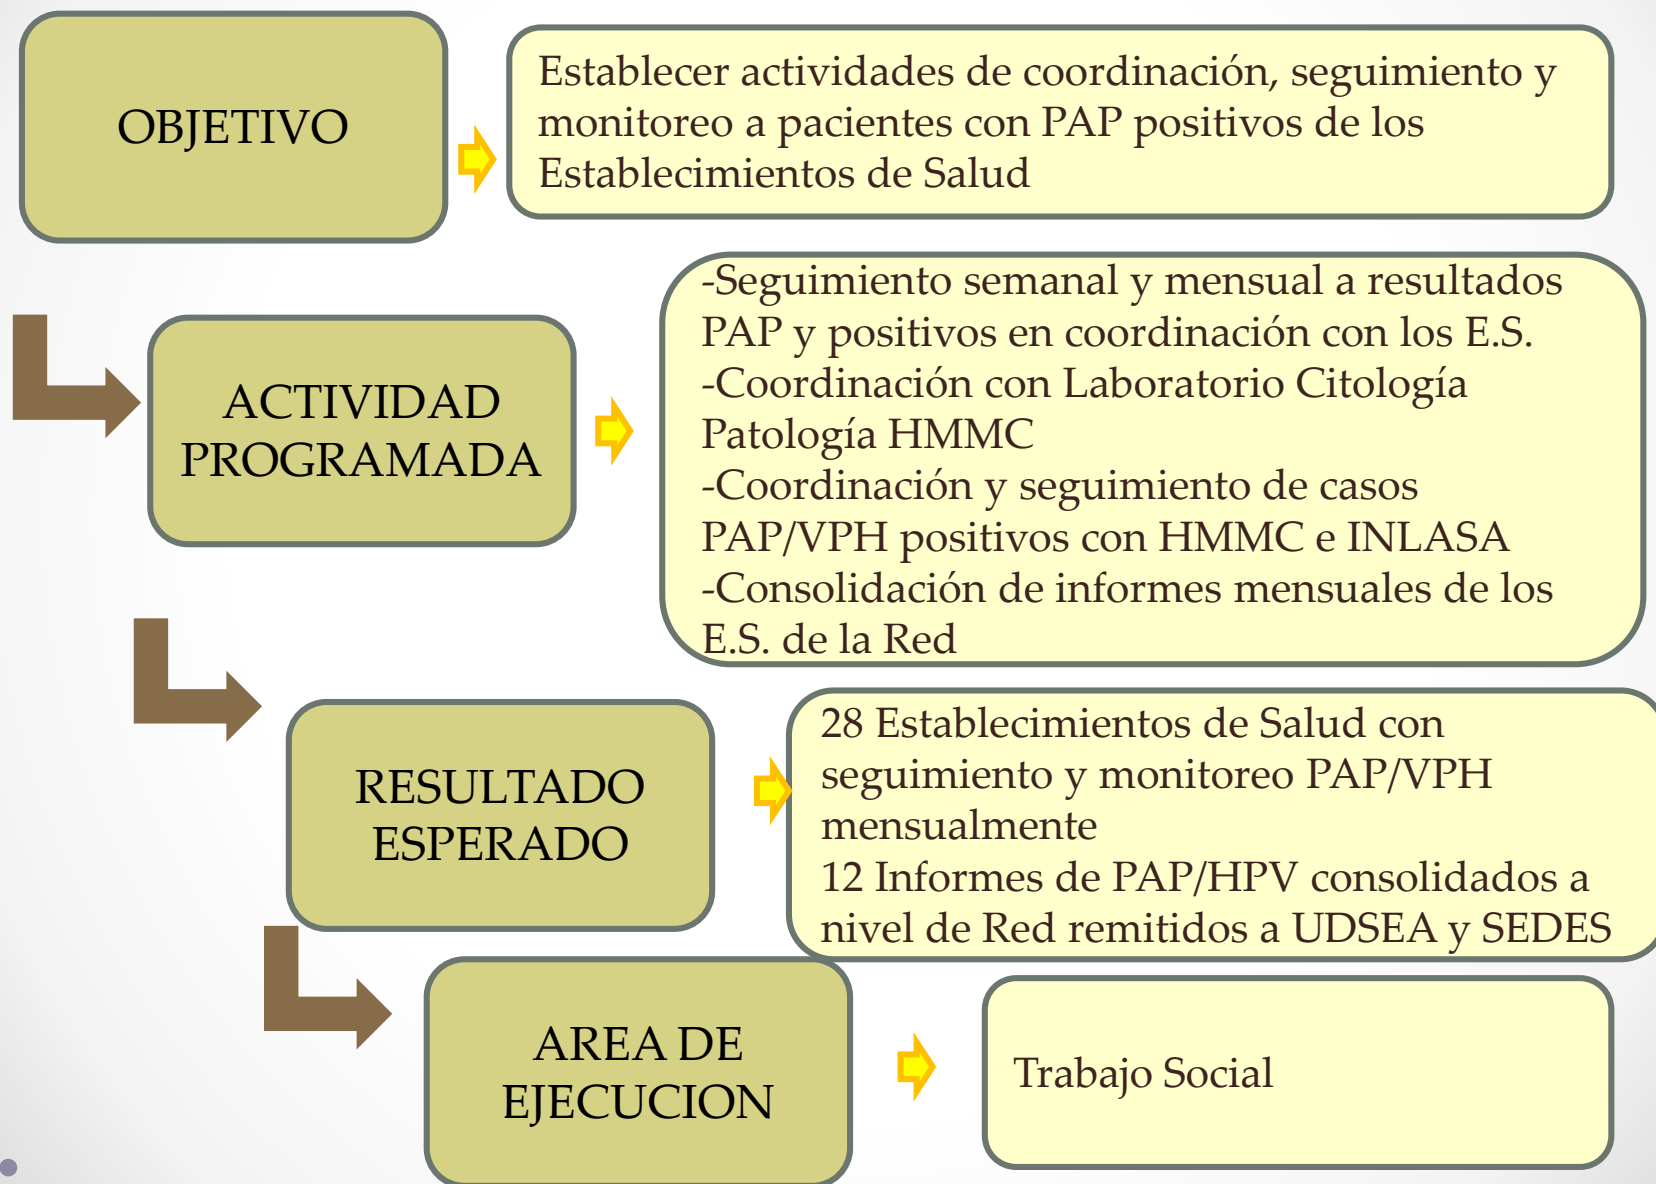 OBJETIVO
Establecer actividades de coordinación, seguimiento y
monitoreo a pacientes con PAP positivos de los
Establecimientos de Salud
ACTIVIDAD
PROGRAMADA
-Seguimiento semanal y mensual a resultados
PAP y positivos en coordinación con los E.S.
-Coordinación con Laboratorio Citología
Patología HMMC
-Coordinación y seguimiento de casos
PAP/VPH positivos con HMMC e INLASA
-Consolidación de informes mensuales de los
E.S. de la Red
RESULTADO
ESPERADO
28 Establecimientos de Salud con
seguimiento y monitoreo PAP/VPH
mensualmente
12 Informes de PAP/HPV consolidados a
nivel de Red remitidos a UDSEA y SEDES
AREA DE
EJECUCION
Trabajo Social